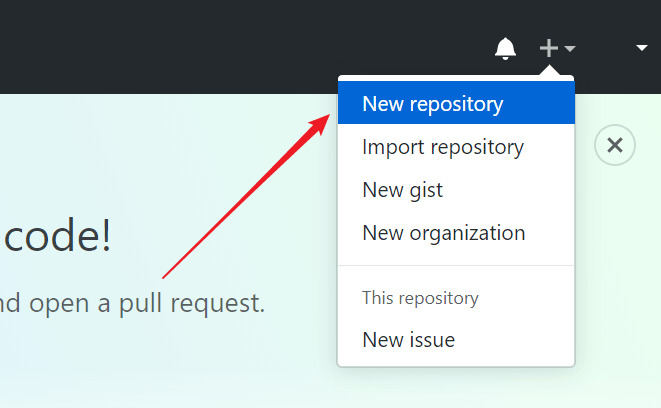 New repository
Import repository
code!
New gist
New organization
nd open a pull request.
This repository
New issue